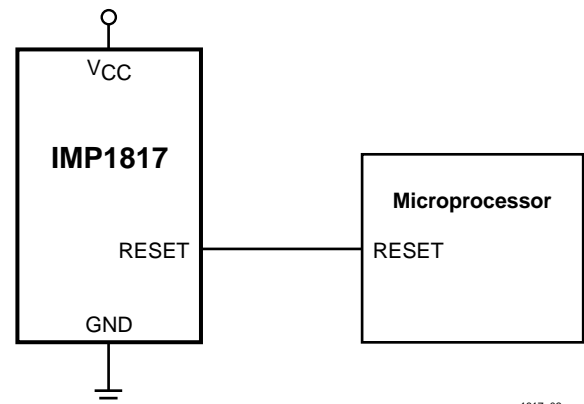 VCC
IMP1817
Microprocessor
RESET
RESET
GND